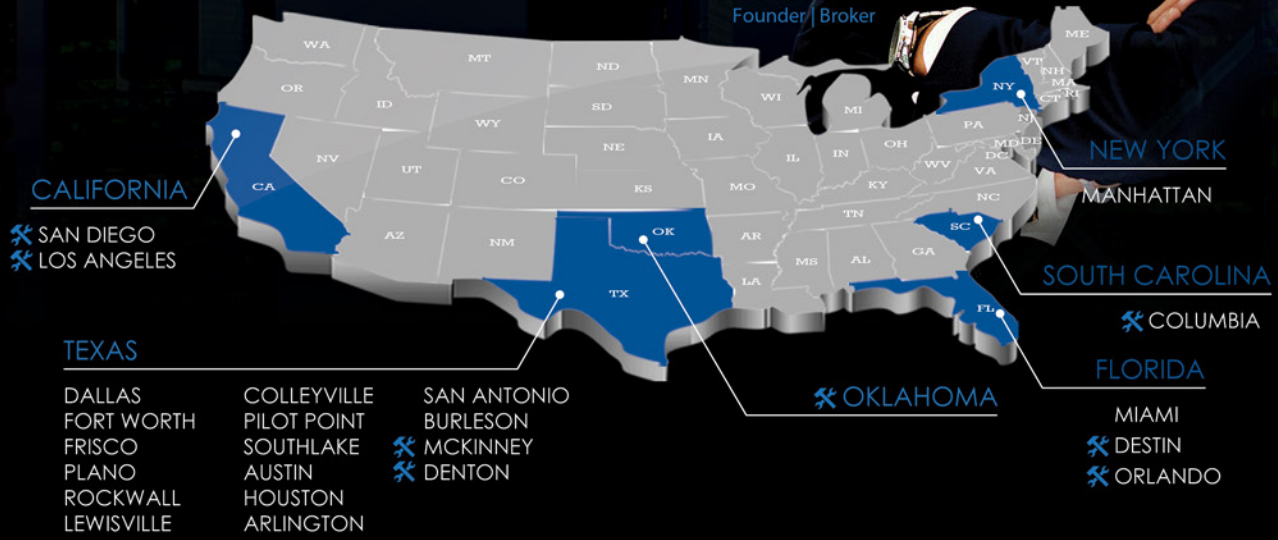 Founder | Broker
WA
MT
ND
MN
ME
VT
NH
MA
RI
CT
NY
OR
ID
SD
WI
MI
WY
PA
NJ
IA
NE
OH
MD
DE
DC
NV
UT
CO
IL
IN
WV
VA
CA
KS
MO
KY
NC
TN
AZ
NM
OK
AR
SC
MS
AL
GA
LA
TX
FL
CALIFORNIA
SAN DIEGO
LOS ANGELES
NEW YORK
MANHATTAN
SOUTH CAROLINA
COLUMBIA
FLORIDA
MIAMI
DESTIN
ORLANDO
OKLAHOMA
TEXAS
DALLAS
FORT WORTH
FRISCO
PLANO
ROCKWALL
LEWISVILLE
COLLEYVILLE
PILOT POINT
SOUTHLAKE
AUSTIN
HOUSTON
ARLINGTON
SAN ANTONIO
BURLESON
MCKINNEY
DENTON